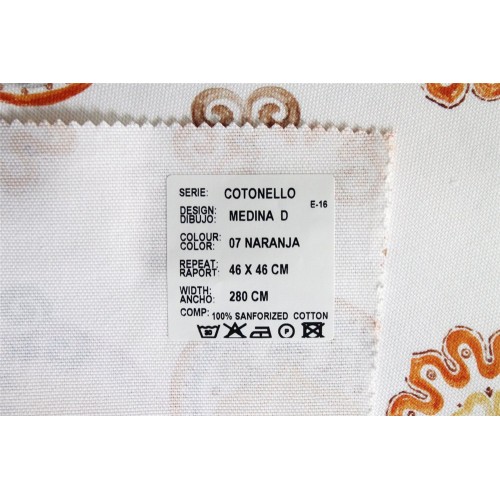 SERIE: COTONELLO
E-16
DESIGN:
DIBUJO: MEDINA D
COLOUR:
COLOR: 07 NARANJA
REPEAT:
RAPORT: 46 X 46 CM
WIDTH:
ANCHO: 280 CM
COMP: 100% SANFORIZED COTTON